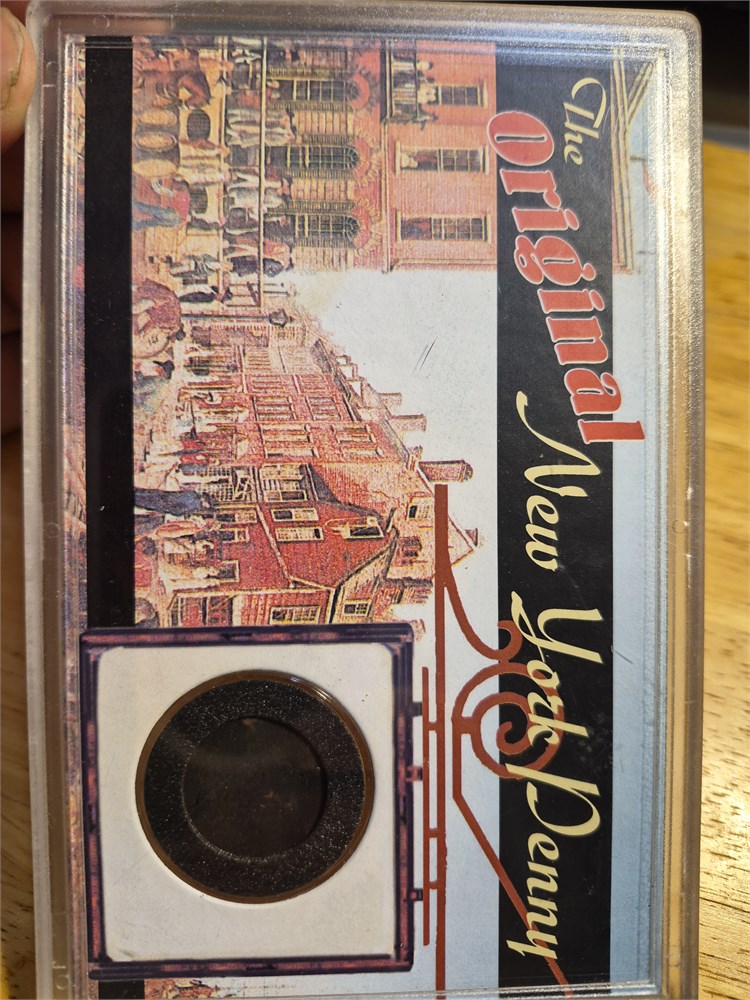 The
Original
New York Penny